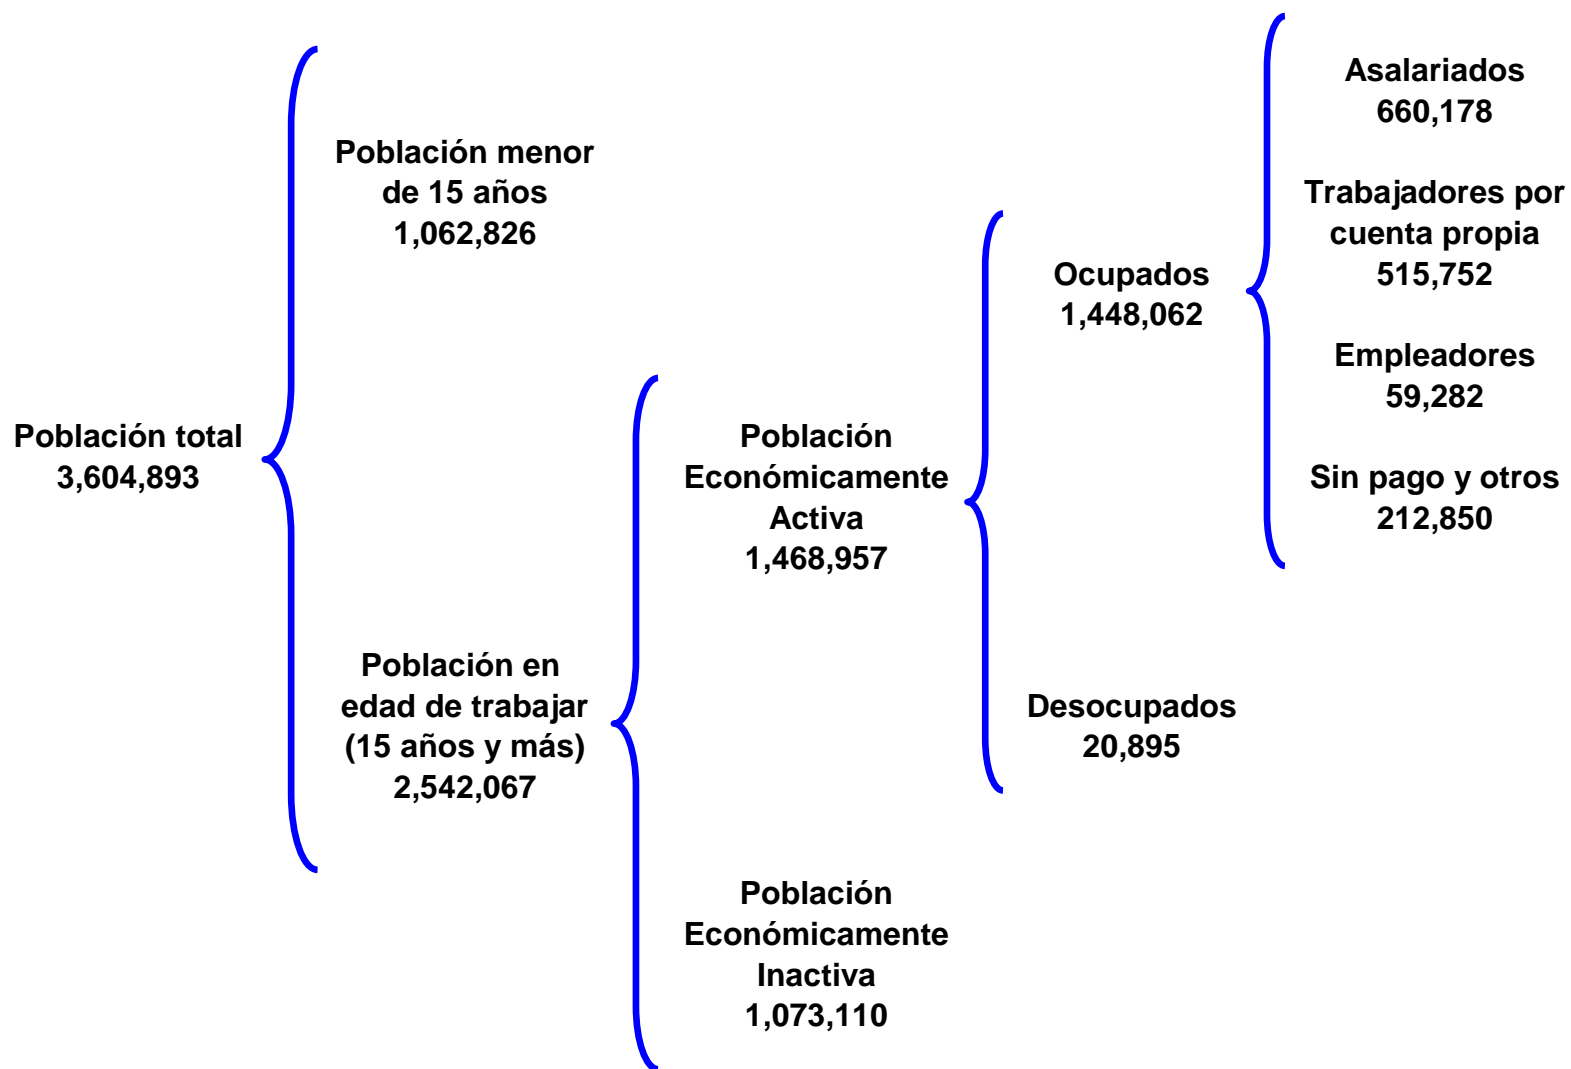 Población total
3,604,893
Población menor
de 15 años
1,062,826
Población en
edad de trabajar
(15 años y más)
2,542,067
Población
Económicamente
Activa
1,468,957
Población
Económicamente
Inactiva
1,073,110
Ocupados
1,448,062
Desocupados
20,895
Asalariados
660,178
Trabajadores por
cuenta propia
515,752
Empleadores
59,282
Sin pago y otros
212,850